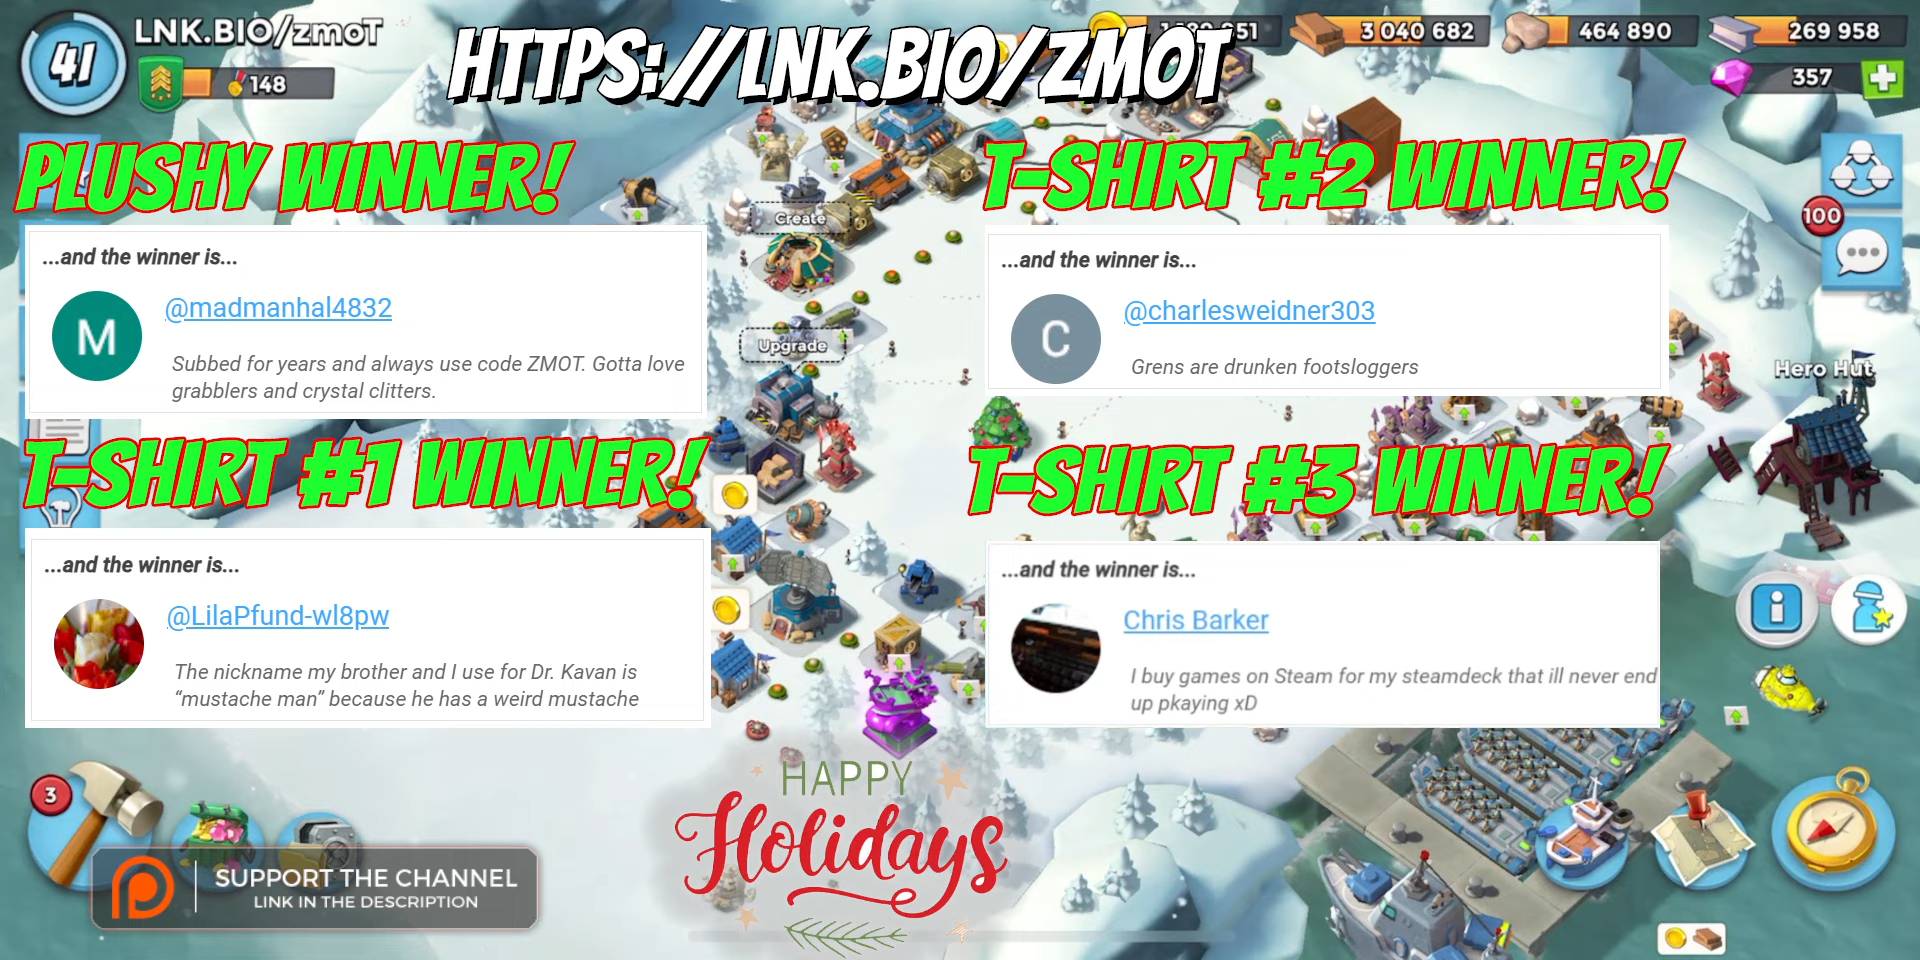 41
LNK.BIO/zmoT
148
HTTPS://LNK.BIO/ZMOT
3 040 682
464 890
269 958
357
PLUSHY WINNER!
...and the winner is...
M
@madmanhal4832
Subbed for years and always use code ZMOT. Gotta love
grabblers and crystal clitters.
T-SHIRT #2 WINNER!
...and the winner is...
C
@charlesweidner303
Grens are drunken footsloggers
Create
Upgrade
100
Hero Hut
T-SHIRT #1 WINNER!
...and the winner is...
@LilaPfund-wl8pw
The nickname my brother and I use for Dr. Kavan is
“mustache man” because he has a weird mustache
T-SHIRT #3 WINNER!
...and the winner is...
Chris Barker
I buy games on Steam for my steamdeck that ill never end
up pkaying xD
3
HAPPY
Holidays
SUPPORT THE CHANNEL
LINK IN THE DESCRIPTION